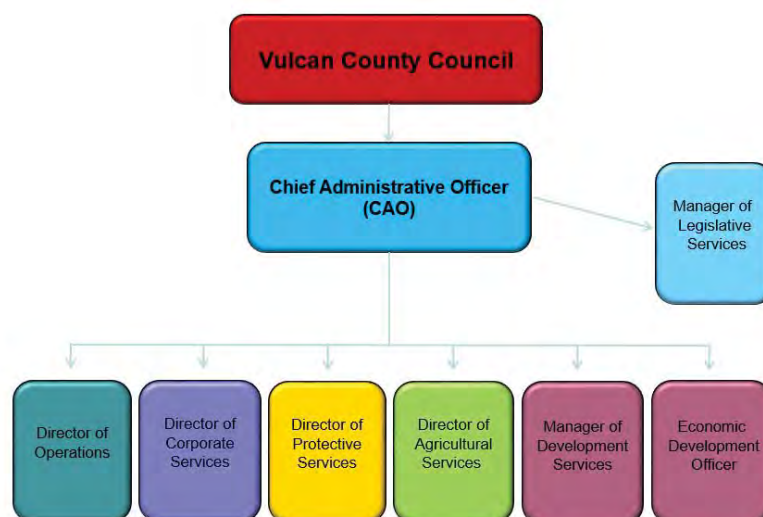 Vulcan County Council
Chief Administrative Officer
(CAO)
Manager of
Legislative
Services
Director of
Operations
Director of
Corporate
Services
Director of
Protective
Services
Director of
Agricultural
Services
Manager of
Development
Services
Economic
Development
Officer